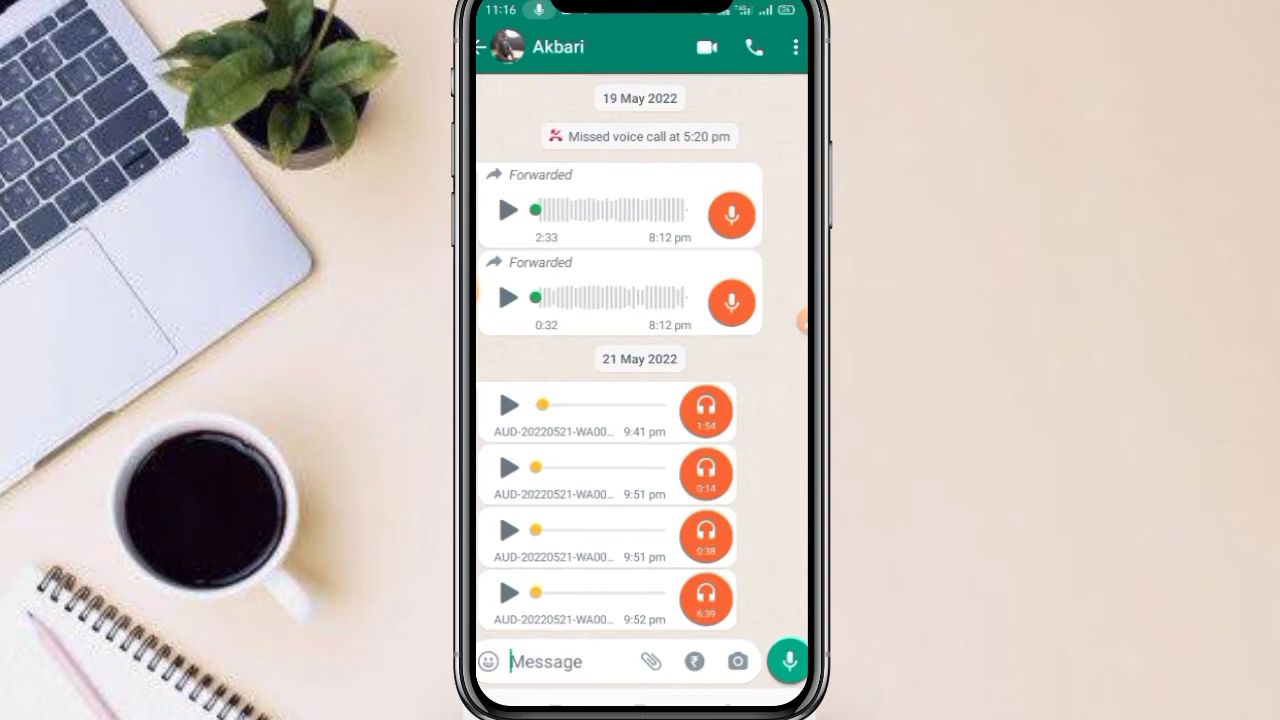 11:16
Akbari
19 May 2022
Missed voice call at 5:20 pm
Forwarded
2:33 8:12 pm
Forwarded
0:32 8:12 pm
21 May 2022
1:54
AUD-20220521-WA00... 9:41 pm
0:14
AUD-20220521-WA00... 9:51 pm
0:38
AUD-20220521-WA00... 9:51 pm
6:39
AUD-20220521-WA00... 9:52 pm
Message